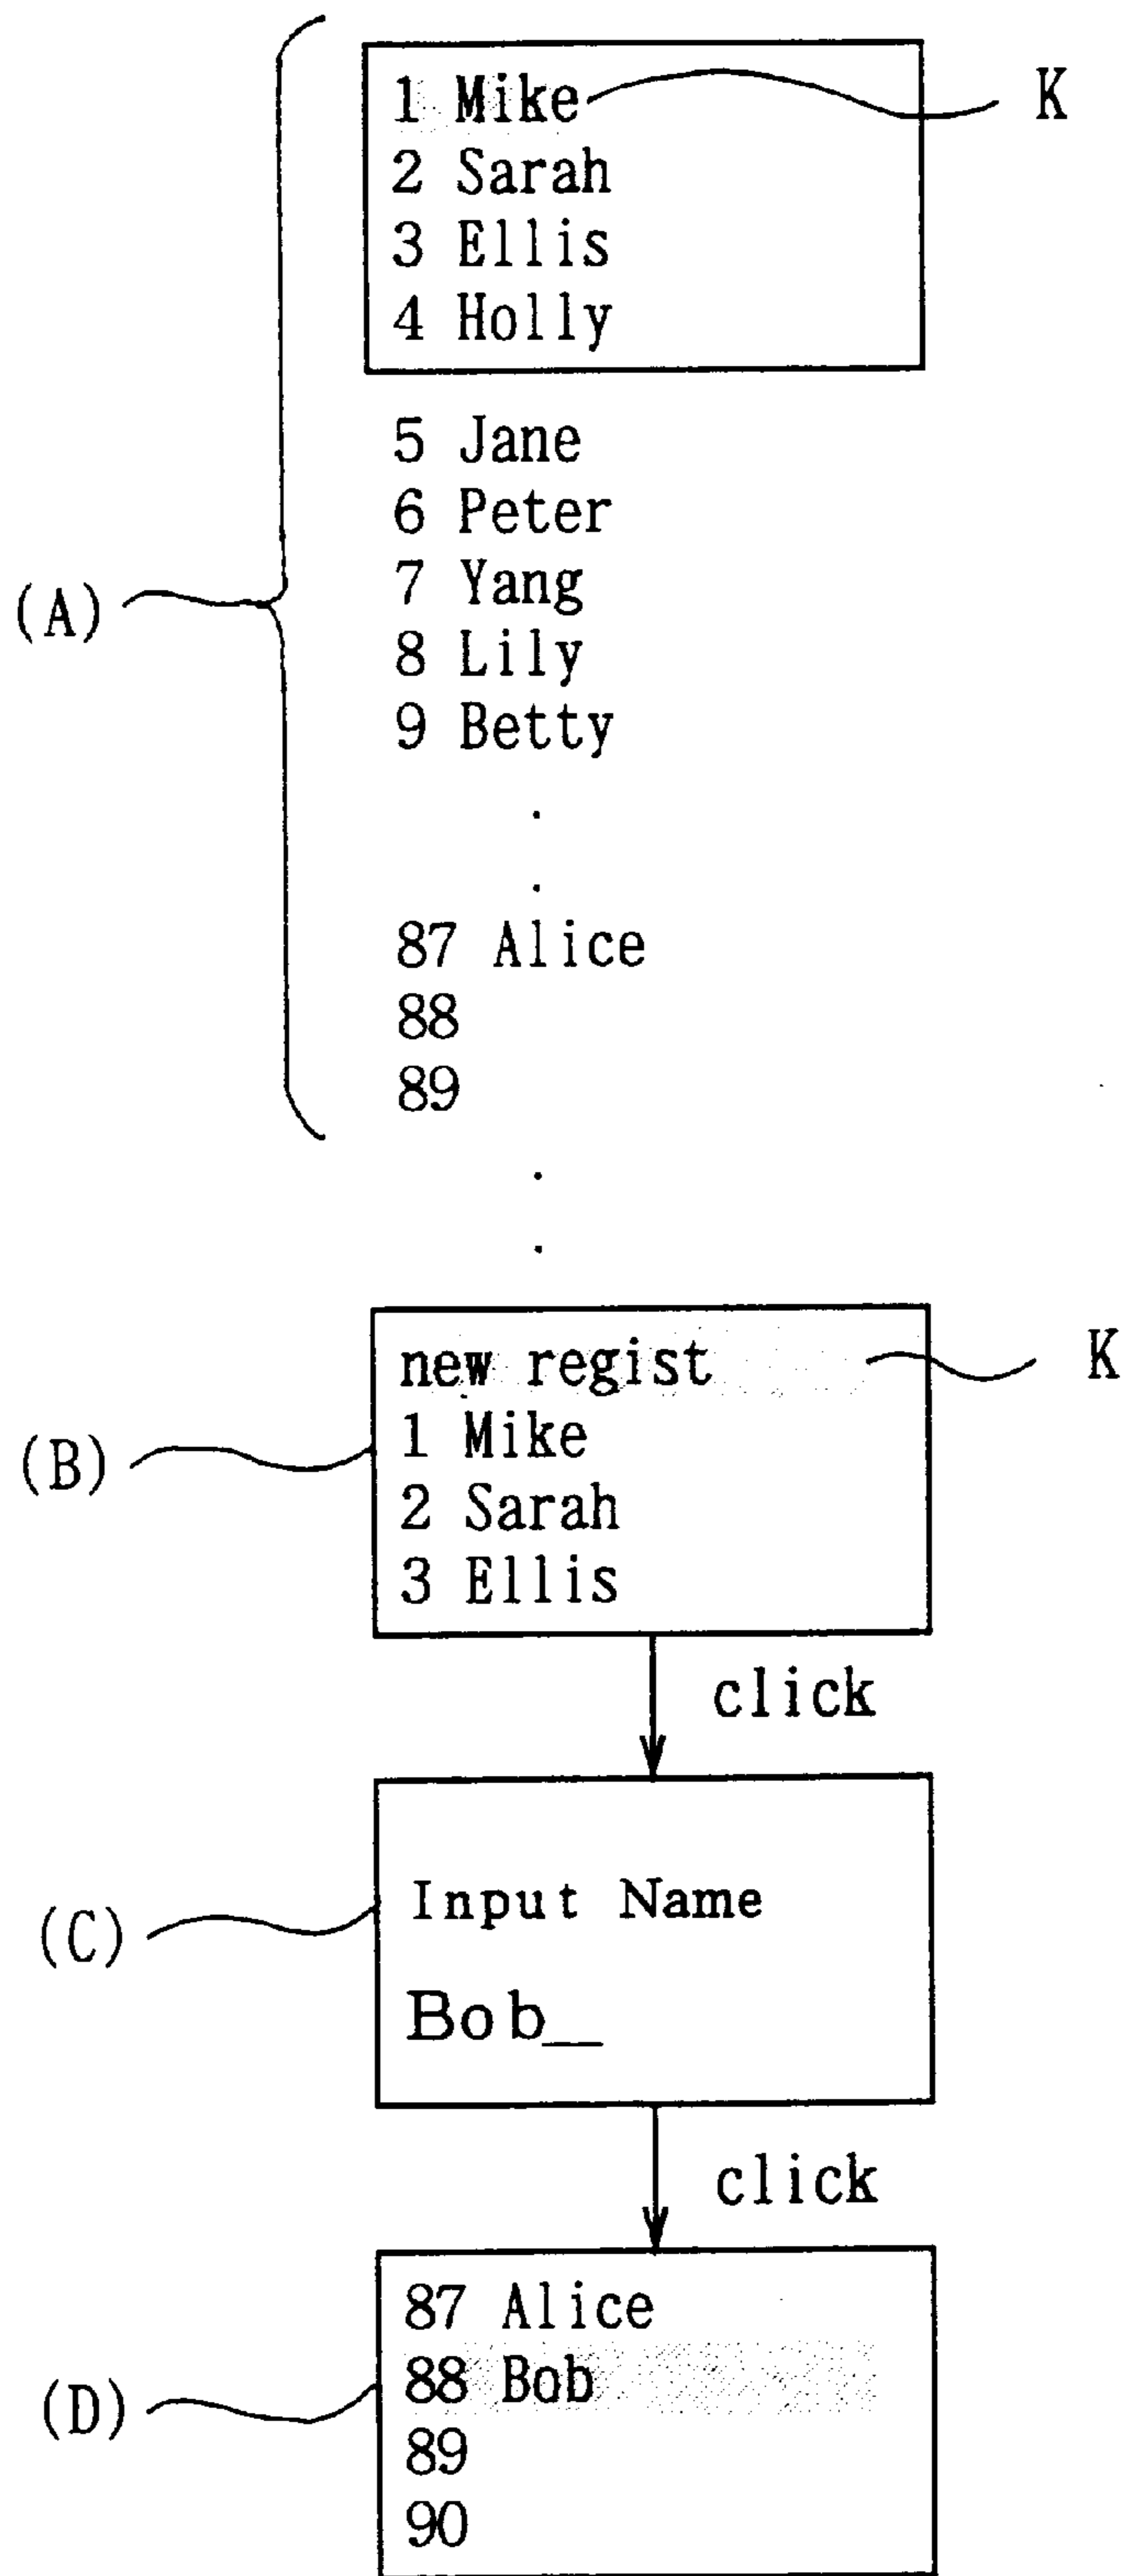 1 Mike K
2 Sarah
3 Ellis
4 Holly
5 Jane
6 Peter
(A)
7 Yang
8 Lily
9 Betty
.
.
87 Alice
88
89
.
.
new regist K
1 Mike
(B)
2 Sarah
3 Ellis
click
Input Name
(C)
Bob_
click
87 Alice
88 Bob
(D)
89
90